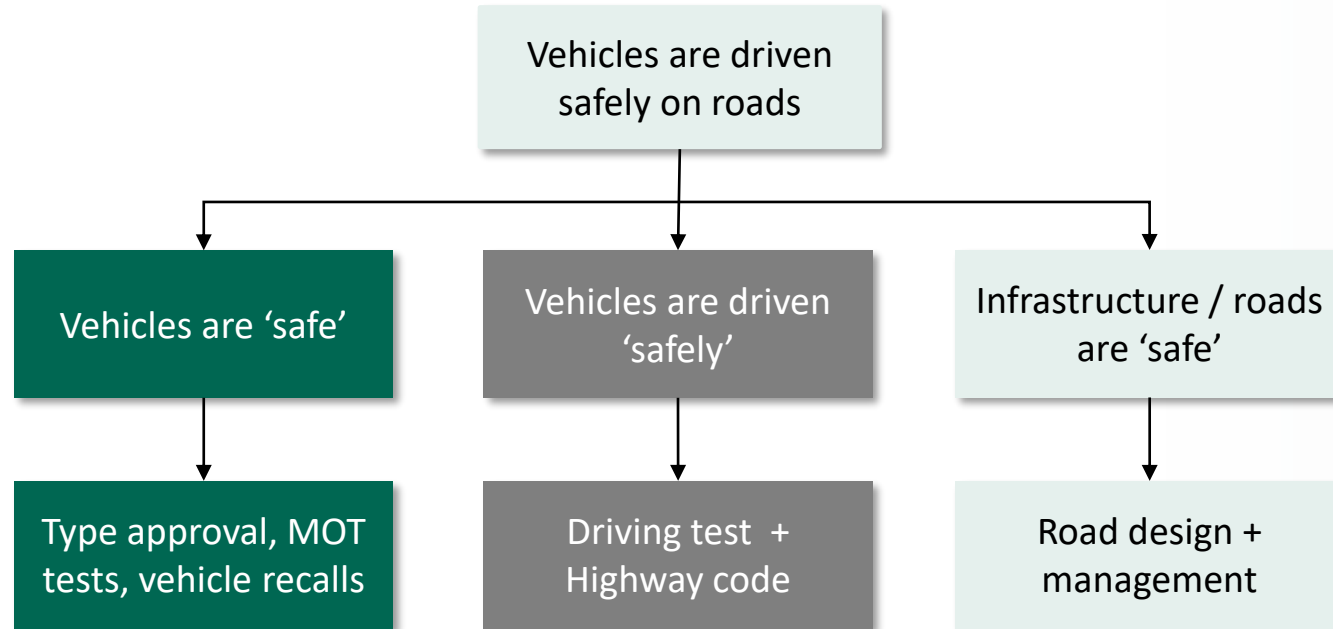 Vehicles are driven
safely on roads
Vehicles are ‘safe’
Vehicles are driven
‘safely’
Infrastructure / roads
are ‘safe’
Type approval, MOT
tests, vehicle recalls
Driving test +
Highway code
Road design +
management